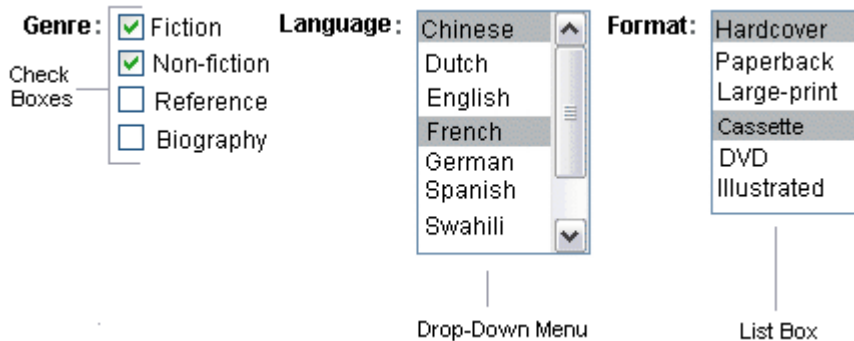 Genre:
Fiction
Non-fiction
Reference
Biography
Check
Boxes
Language:
Chinese
Dutch
English
French
German
Spanish
Swahili
Drop-Down Menu
Format:
Hardcover
Paperback
Large-print
Cassette
DVD
Illustrated
List Box